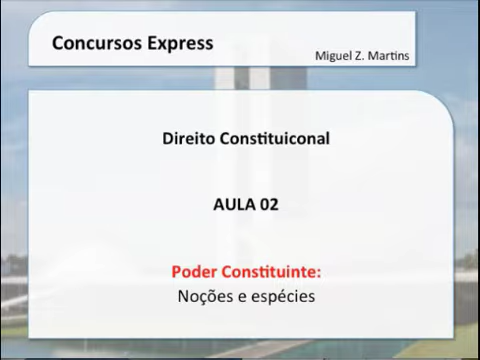 Concursos Express
Miguel Z. Martins
Direito Constituiconal
AULA 02
Poder Constituinte:
Noções e espécies